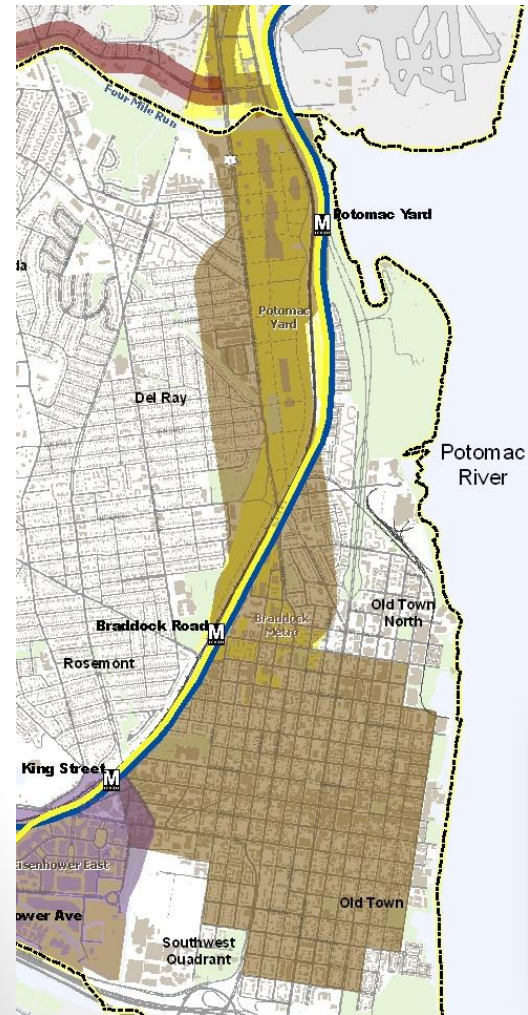 Four Mile Run
M
Potomac Yard
da
Potomac
Yard
Del Ray
Potomac
River
Old Town
North
Braddock Road
M
Braddock
Metro
Rosemont
King Street
M
Eisenhower East
ower Ave
Old Town
Southwest
Quadrant